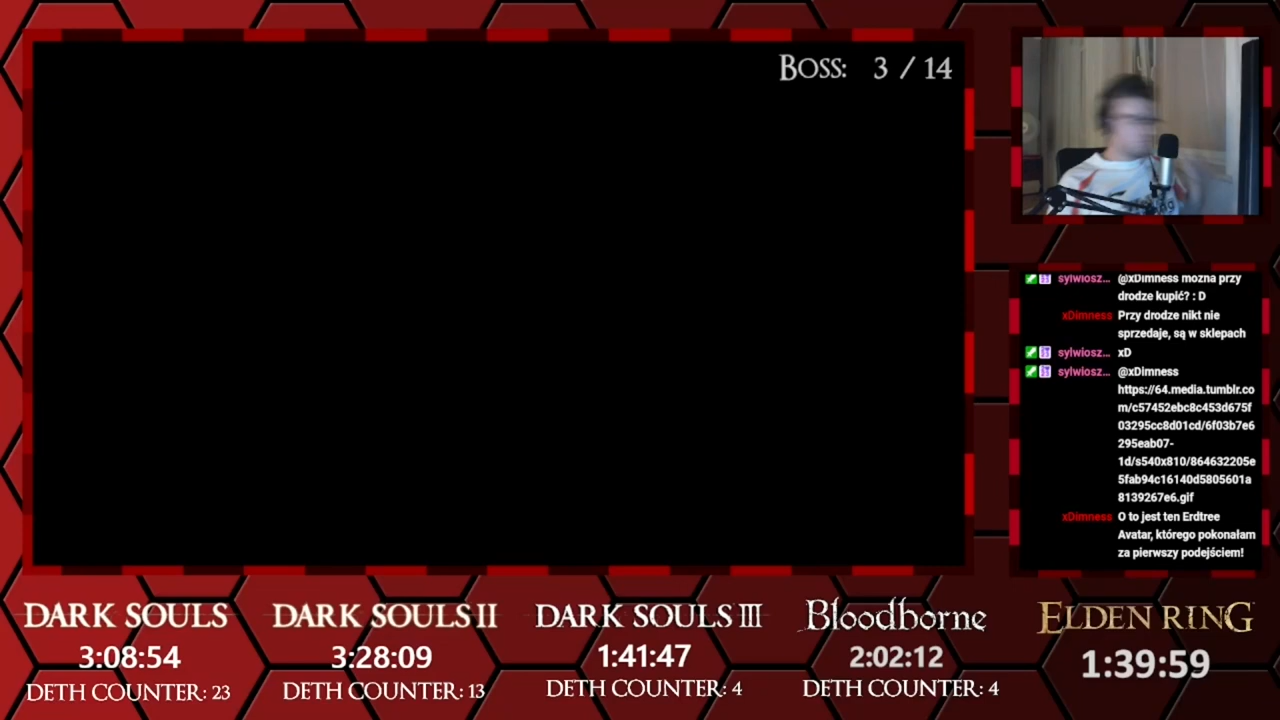 BOSS: 3 / 14
sylwiosz... @xDimness można przy
drodze kupić? : D
xDimness Przy drodze nikt nie
sprzedaje, są w sklepach
sylwiosz... xD
sylwiosz... @xDimness
https://64.media.tumblr.co
m/c57452ebc8c453d675f
03295cc8d01cd/6f03b7e6
295eab07-
1d/s540x810/864632205e
5fab94c16140d5805601a
8139267e6.gif
xDimness O to jest ten Erdtree
Avatar, którego pokonałam
za pierwszy podejściem!
DARK SOULS
3:08:54
DETH COUNTER: 23
DARK SOULS II
3:28:09
DETH COUNTER: 13
DARK SOULS III
1:41:47
DETH COUNTER: 4
Bloodborne
2:02:12
DETH COUNTER: 4
ELDEN RING
1:39:59